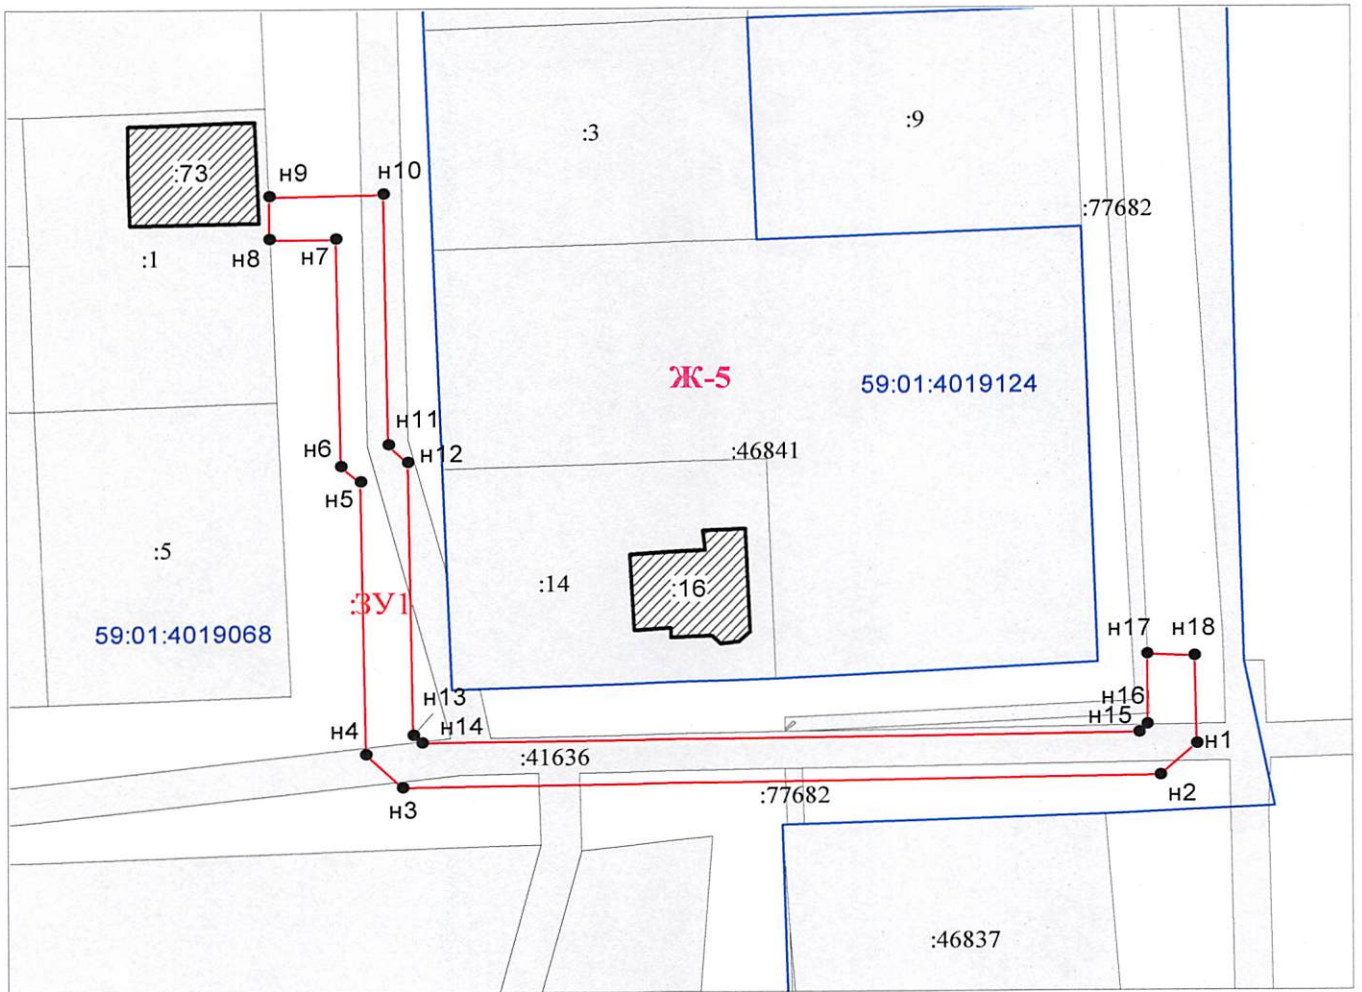 :9
:3
:73
н9
н10
:77682
н8
н7
:1
Ж-5
59:01:4019124
н11
н6
н12
:46841
н5
:5
:14
:16
:ЗУ1
59:01:4019068
н17
н18
н13
н16
н4
н14
н15
н1
:41636
н3
:77682
н2
:46837